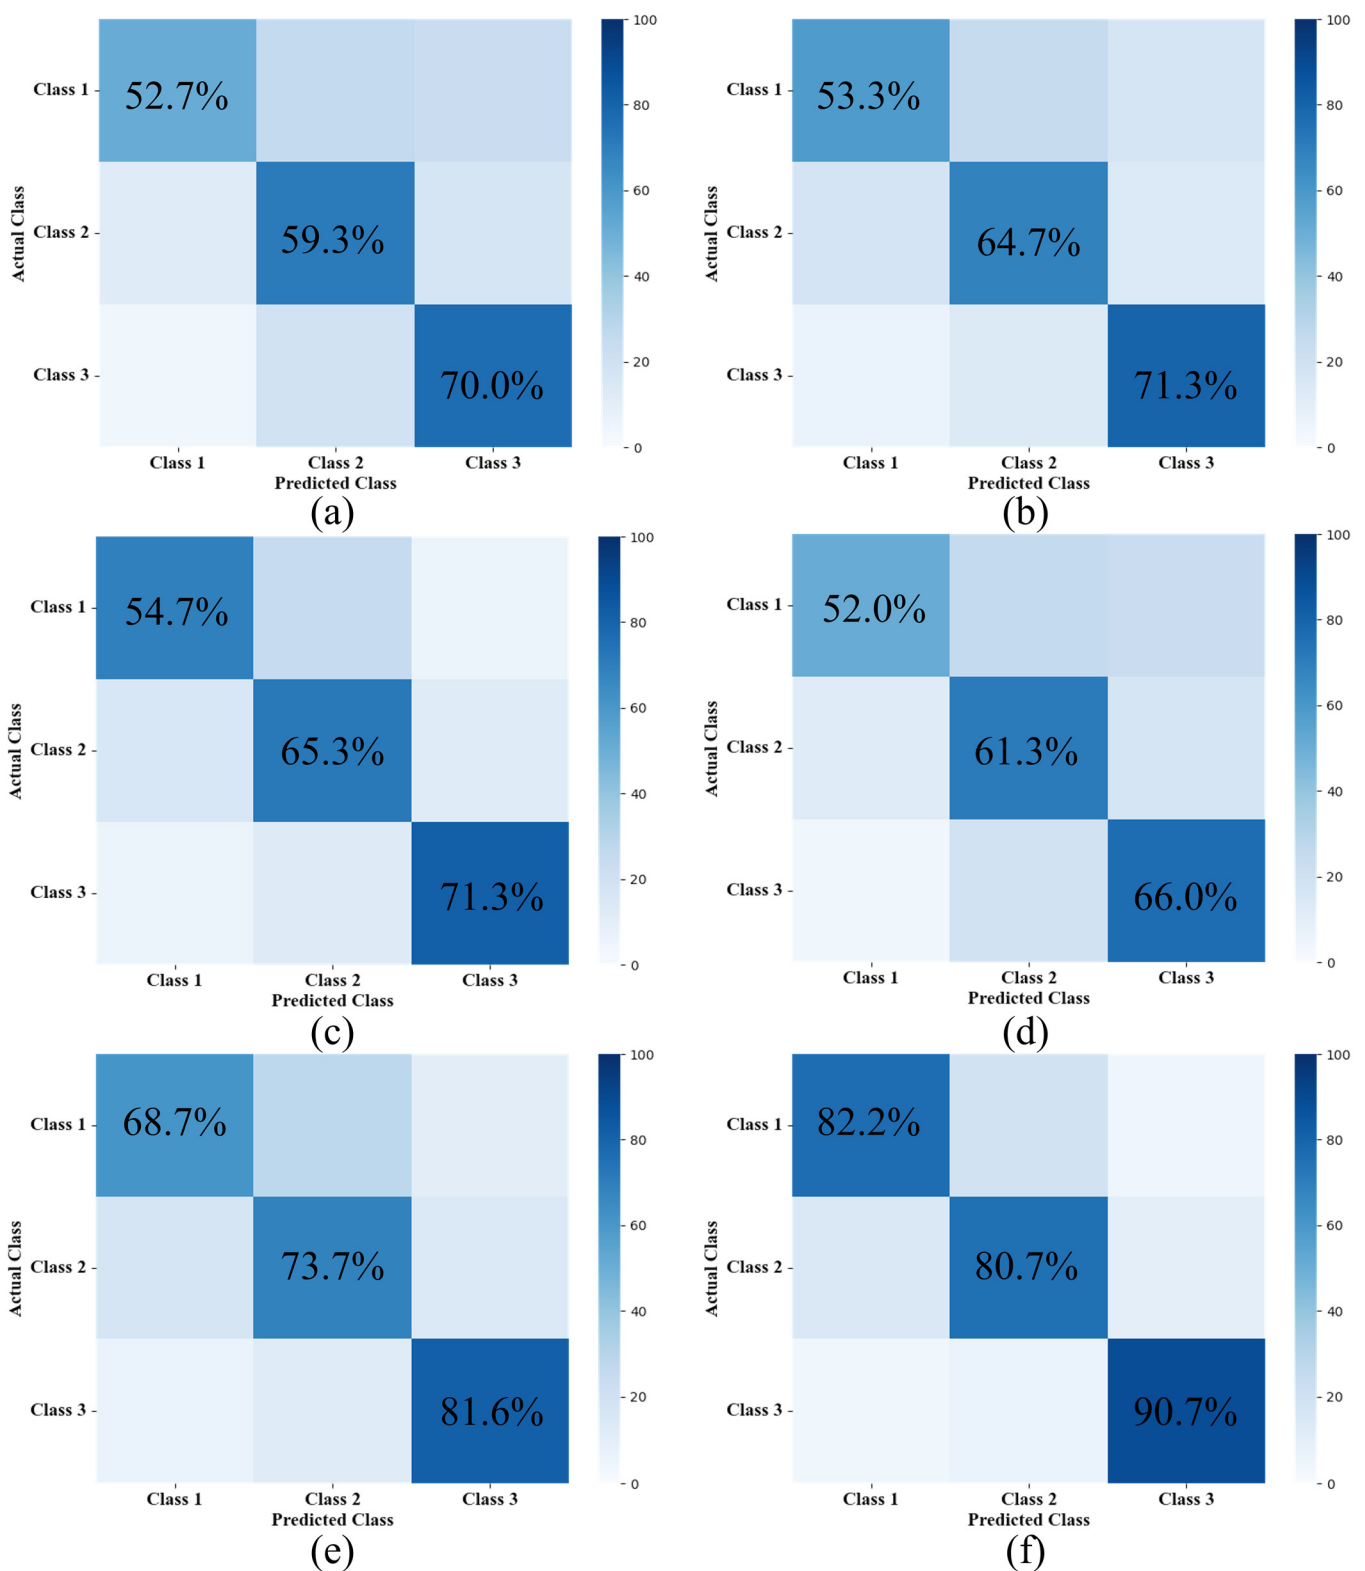 100
Class 1
52.7%
80
60
Actual Class
Class 2
59.3%
40
20
Class 3
70.0%
0
Class 1 Class 2 Class 3
Predicted Class
(a)
100
Class 1
53.3%
80
60
Actual Class
Class 2
64.7%
40
20
Class 3
71.3%
0
Class 1 Class 2 Class 3
Predicted Class
(b)
100
Class 1
54.7%
80
60
Actual Class
Class 2
65.3%
40
20
Class 3
71.3%
0
Class 1 Class 2 Class 3
Predicted Class
(c)
100
Class 1
52.0%
80
60
Actual Class
Class 2
61.3%
40
20
Class 3
66.0%
0
Class 1 Class 2 Class 3
Predicted Class
(d)
100
Class 1
68.7%
80
60
Actual Class
Class 2
73.7%
40
20
Class 3
81.6%
0
Class 1 Class 2 Class 3
Predicted Class
(e)
100
Class 1
82.2%
80
60
Actual Class
Class 2
80.7%
40
20
Class 3
90.7%
0
Class 1 Class 2 Class 3
Predicted Class
(f)